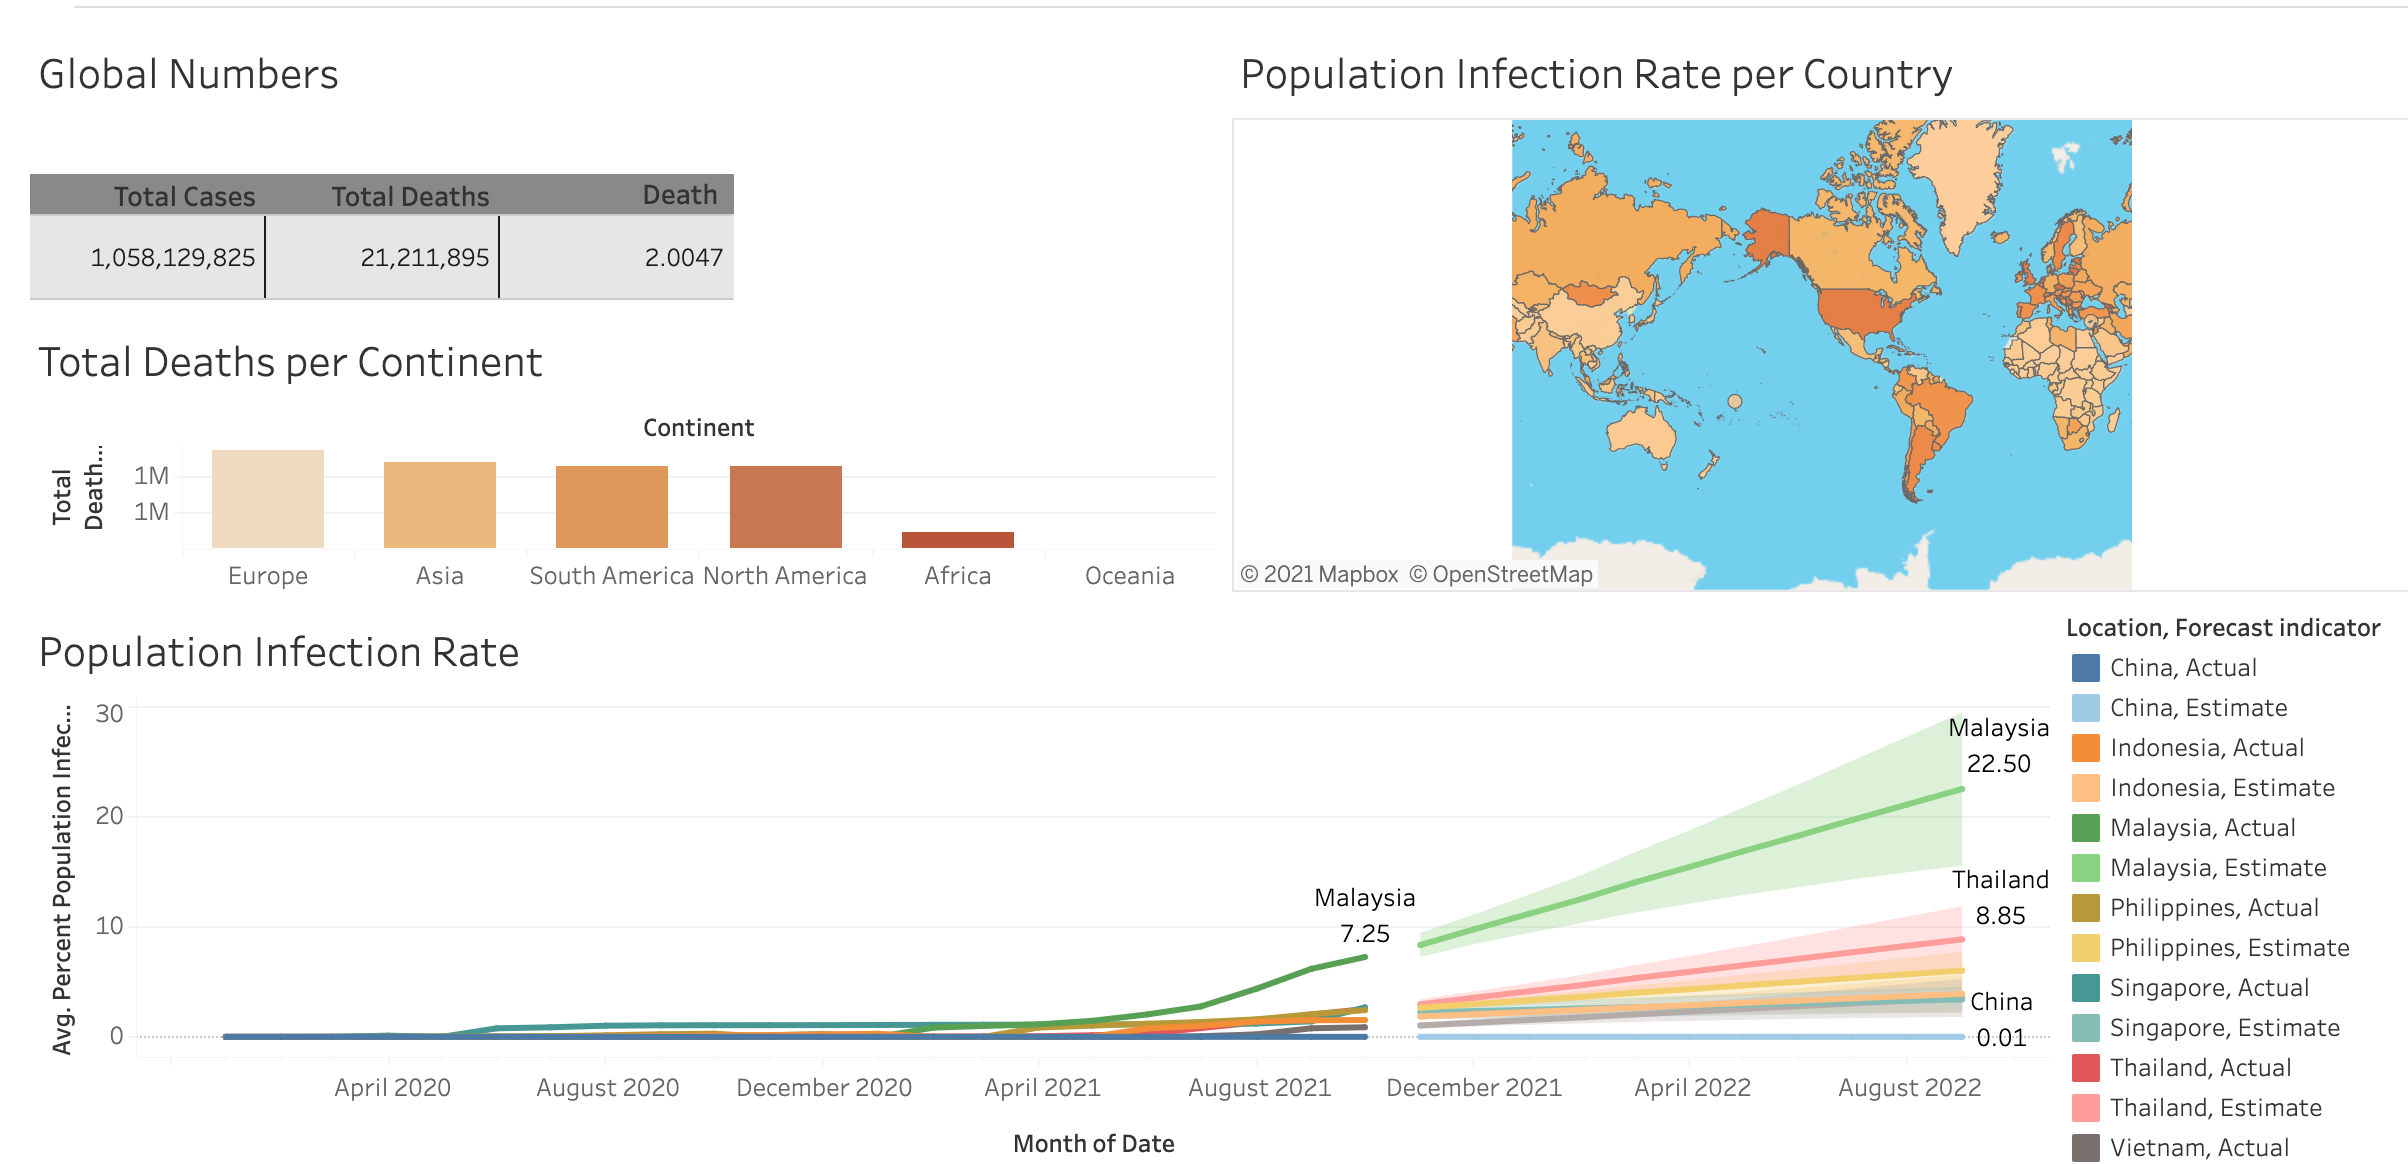 Global Numbers
Total Cases Total Deaths Death
1,058,129,825 21,211,895 2.0047
Total Deaths per Continent
Continent
Total
Death...
1M
1M
Europe Asia South America North America Africa Oceania
Population Infection Rate per Country
© 2021 Mapbox © OpenStreetMap
Population Infection Rate
Avg. Percent Population Infec...
30
20
10
0
Malaysia
7.25
Malaysia
22.50
Thailand
8.85
China
0.01
April 2020 August 2020 December 2020 April 2021 August 2021 December 2021 April 2022 August 2022
Month of Date
Location, Forecast indicator
China, Actual
China, Estimate
Indonesia, Actual
Indonesia, Estimate
Malaysia, Actual
Malaysia, Estimate
Philippines, Actual
Philippines, Estimate
Singapore, Actual
Singapore, Estimate
Thailand, Actual
Thailand, Estimate
Vietnam, Actual